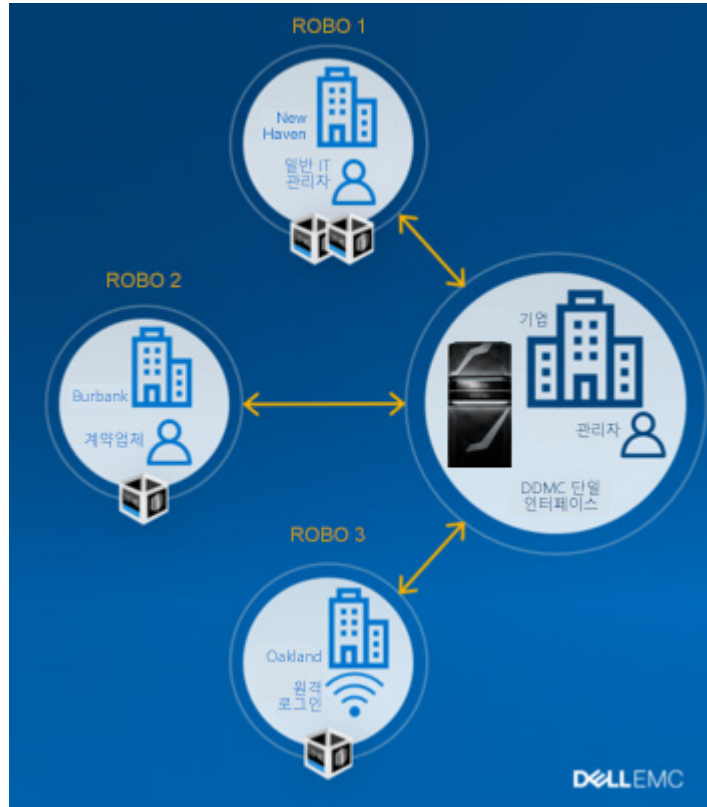 ROBO 1
New
Haven
일반 IT
관리자
ROBO 2
Burbank
계약업체
기업
관리자
DDMC 단일
인터페이스
ROBO 3
Oakland
원격
로그인
DELLEMC